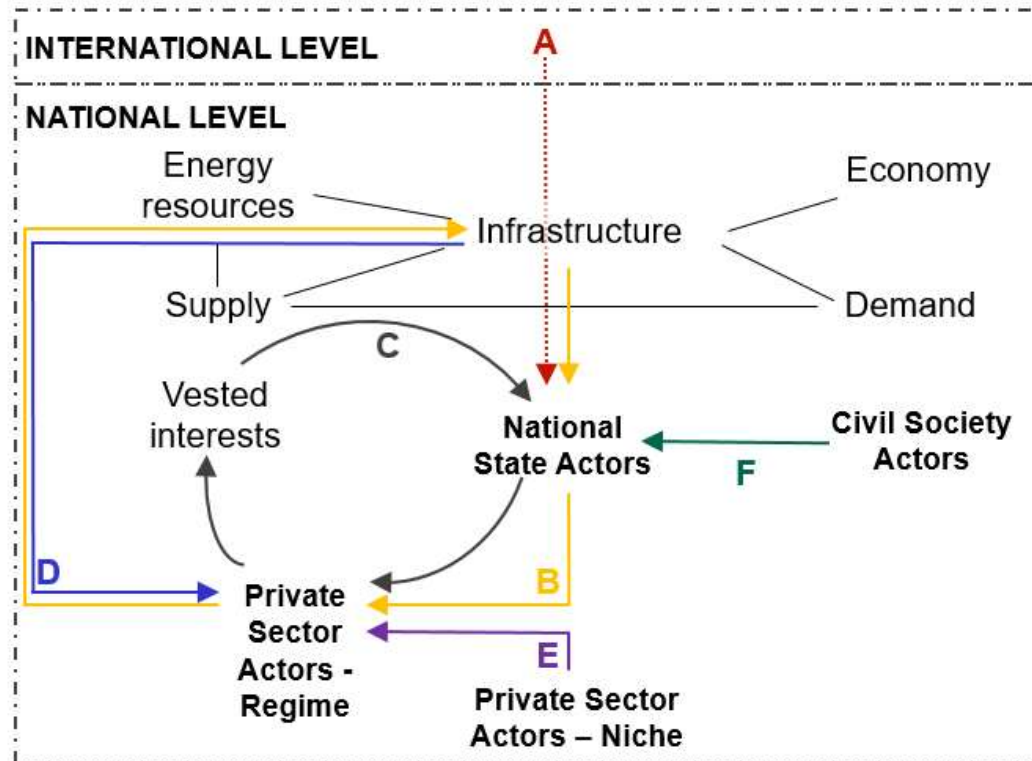 INTERNATIONAL LEVEL
A
NATIONAL LEVEL
Energy
resources
Economy
Infrastructure
Supply
Demand
C
Vested
interests
National
State Actors
Civil Society
Actors
F
D
B
Private
Sector
Actors -
Regime
E
Private Sector
Actors – Niche